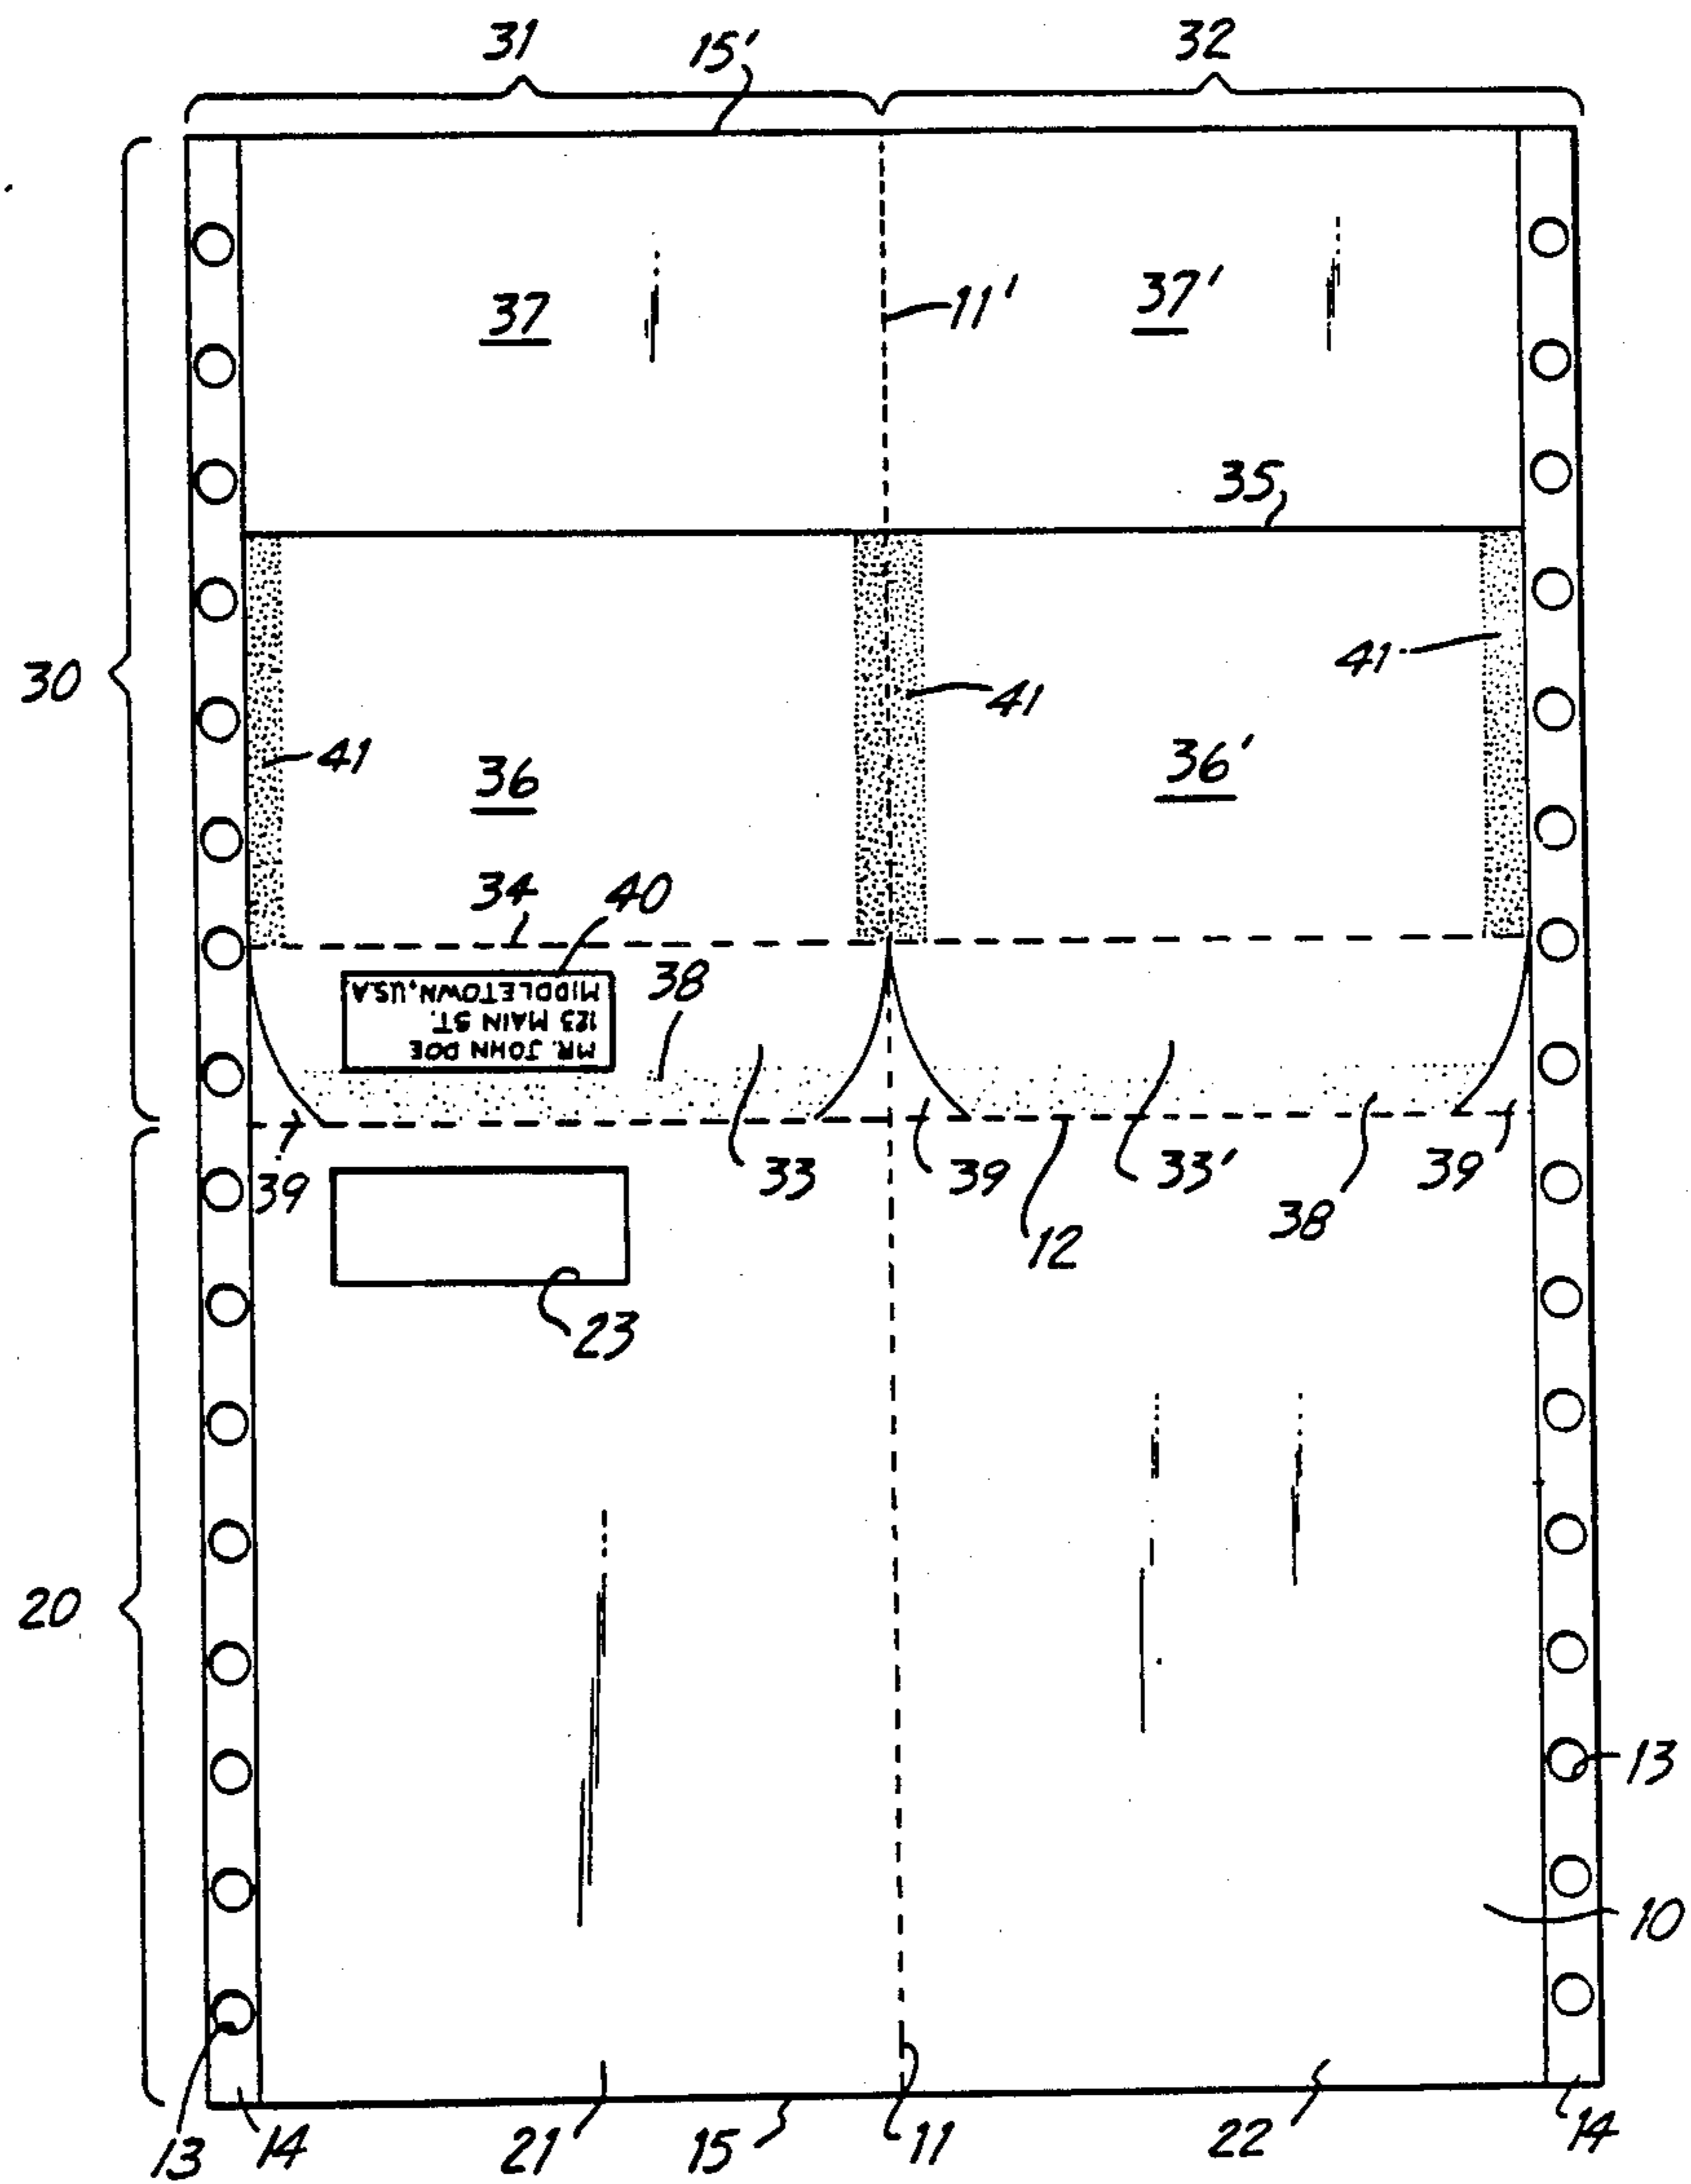 31 15' 32
37 11' 37'
35
30
41 41
41
36 36'
34 40
MIDDLETOWN, U.S.A
123 MAIN ST.
MR. JOHN DOE
38
39 33 39 33' 38 39
12
23
20
13
10
13 14 21 15 11 22 14